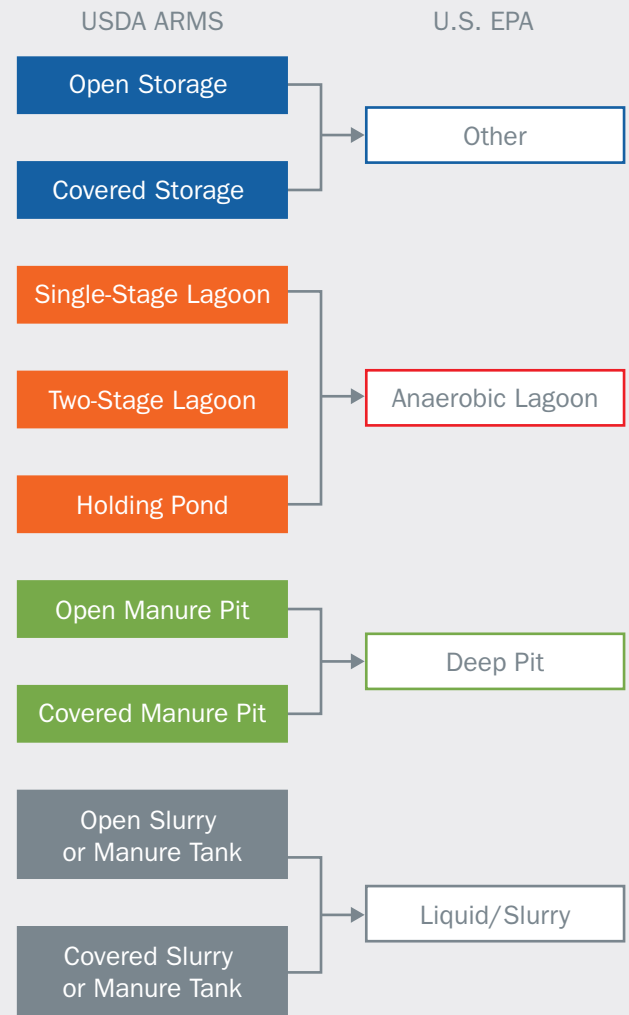 USDA ARMS
U.S. EPA
Open Storage
Covered Storage
Other
Single-Stage Lagoon
Two-Stage Lagoon
Holding Pond
Anaerobic Lagoon
Open Manure Pit
Covered Manure Pit
Deep Pit
Open Slurry
or Manure Tank
Covered Slurry
or Manure Tank
Liquid/Slurry